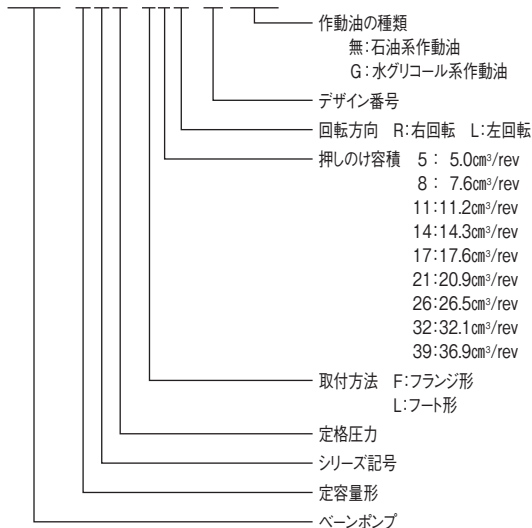 作動油の種類
無：石油系作動油
G：水グリコール系作動油
デザイン番号
回転方向　R：右回転　L：左回転
押しのけ容積　5： 5.0cm³/rev
8： 7.6cm³/rev
11：11.2cm³/rev
14：14.3cm³/rev
17：17.6cm³/rev
21：20.9cm³/rev
26：26.5cm³/rev
32：32.1cm³/rev
39：36.9cm³/rev
取付方法　F：フランジ形
L：フート形
定格圧力
シリーズ記号
定容量形
ベーンポンプ